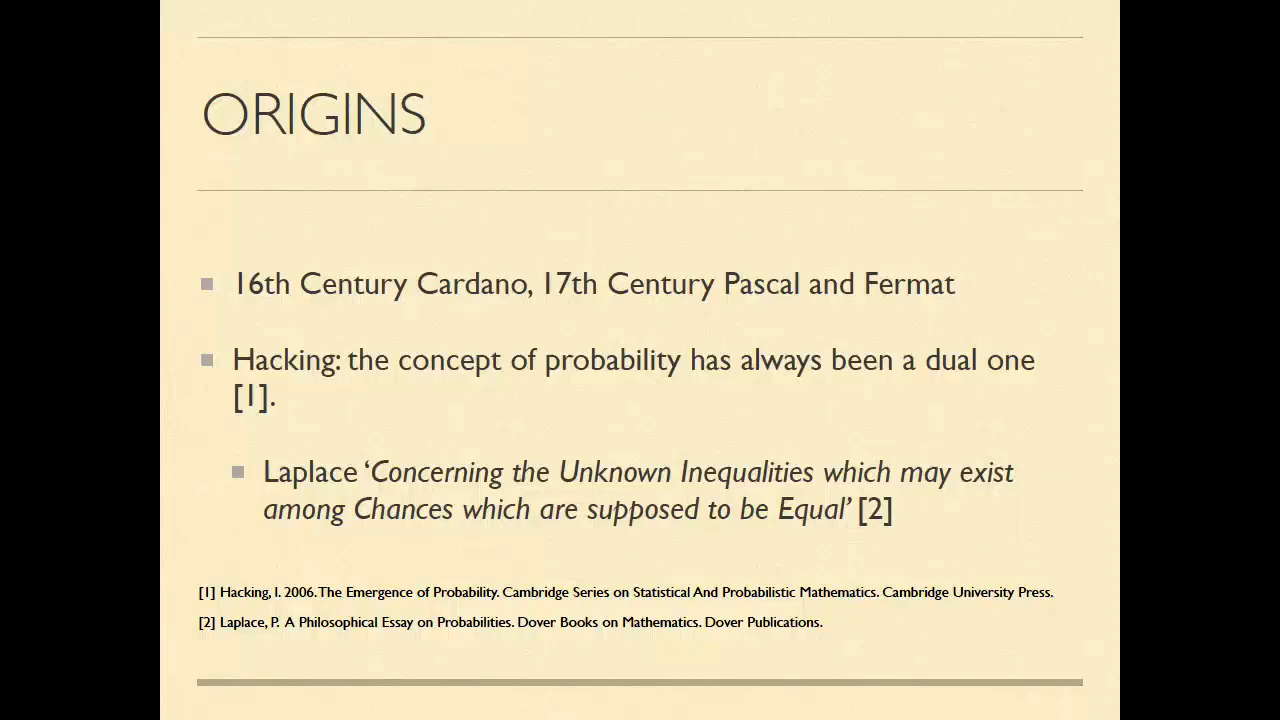 ORIGINS
16th Century Cardano, 17th Century Pascal and Fermat
Hacking: the concept of probability has always been a dual one
[1].
Laplace ‘Concerning the Unknown Inequalities which may exist
among Chances which are supposed to be Equal’ [2]
[1] Hacking, I. 2006. The Emergence of Probability. Cambridge Series on Statistical And Probabilistic Mathematics. Cambridge University Press.
[2] Laplace, P. A Philosophical Essay on Probabilities. Dover Books on Mathematics. Dover Publications.